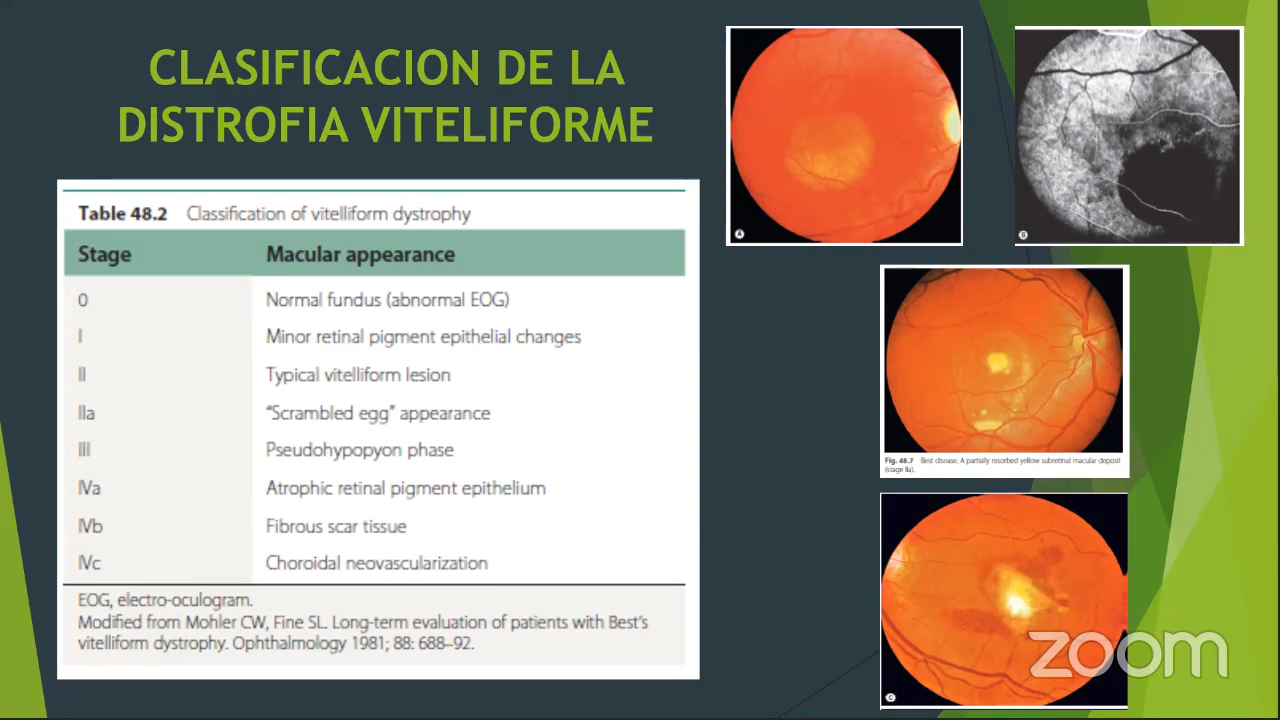 CLASIFICACION DE LA
DISTROFIA VITELIFORME
Table 48.2 Classification of vitelliform dystrophy
Stage Macular appearance
0 Normal fundus (abnormal EOG)
I Minor retinal pigment epithelial changes
II Typical vitelliform lesion
IIa “Scrambled egg” appearance
III Pseudohypopyon phase
IVa Atrophic retinal pigment epithelium
IVb Fibrous scar tissue
IVc Choroidal neovascularization
EOG, electro-oculogram.
Modified from Mohler CW, Fine SL. Long-term evaluation of patients with Best’s
vitelliform dystrophy. Ophthalmology 1981; 88: 688–92.
A
B
Fig. 48.7 Best disease. A partially resorbed yellow subretinal macular deposit
(stage IIa).
C
zoom